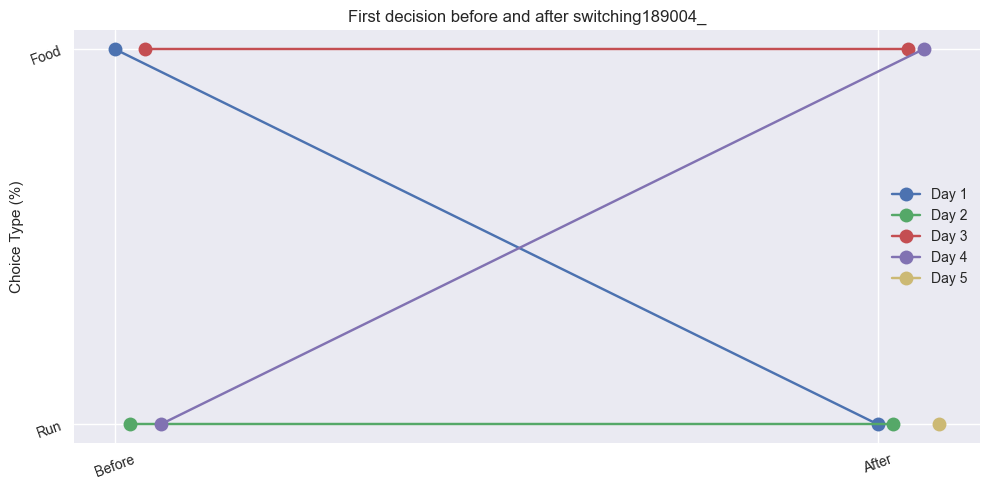 First decision before and after switching189004_
Choice Type (%)
Food
Run
Before
After
Day 1
Day 2
Day 3
Day 4
Day 5